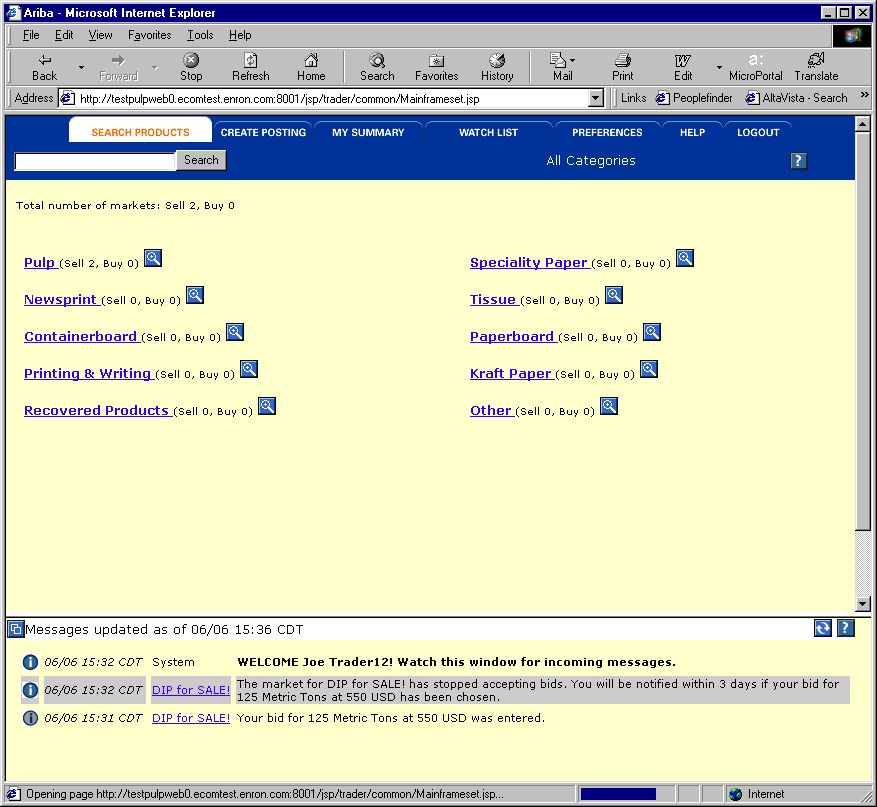 Ariba - Microsoft Internet Explorer
File Edit View Favorites Tools Help
Back Forward Stop Refresh Home Search Favorites History Mail Print Edit MicroPortal Translate
Address http://testpulpweb0.ecomtest.enron.com:8001/jsp/trader/common/Mainframeset.jsp Links Peoplefinder AltaVista - Search »
SEARCH PRODUCTS CREATE POSTING MY SUMMARY WATCH LIST PREFERENCES HELP LOGOUT
Search All Categories ?
Total number of markets: Sell 2, Buy 0
Pulp (Sell 2, Buy 0) Speciality Paper (Sell 0, Buy 0)
Newsprint (Sell 0, Buy 0) Tissue (Sell 0, Buy 0)
Containerboard (Sell 0, Buy 0) Paperboard (Sell 0, Buy 0)
Printing & Writing (Sell 0, Buy 0) Kraft Paper (Sell 0, Buy 0)
Recovered Products (Sell 0, Buy 0) Other (Sell 0, Buy 0)
Messages updated as of 06/06 15:36 CDT ?
06/06 15:32 CDT System WELCOME Joe Trader12! Watch this window for incoming messages.
06/06 15:32 CDT DIP for SALE! The market for DIP for SALE! has stopped accepting bids. You will be notified within 3 days if your bid for
125 Metric Tons at 550 USD has been chosen.
06/06 15:31 CDT DIP for SALE! Your bid for 125 Metric Tons at 550 USD was entered.
Opening page http://testpulpweb0.ecomtest.enron.com:8001/jsp/trader/common/Mainframeset.jsp... Internet